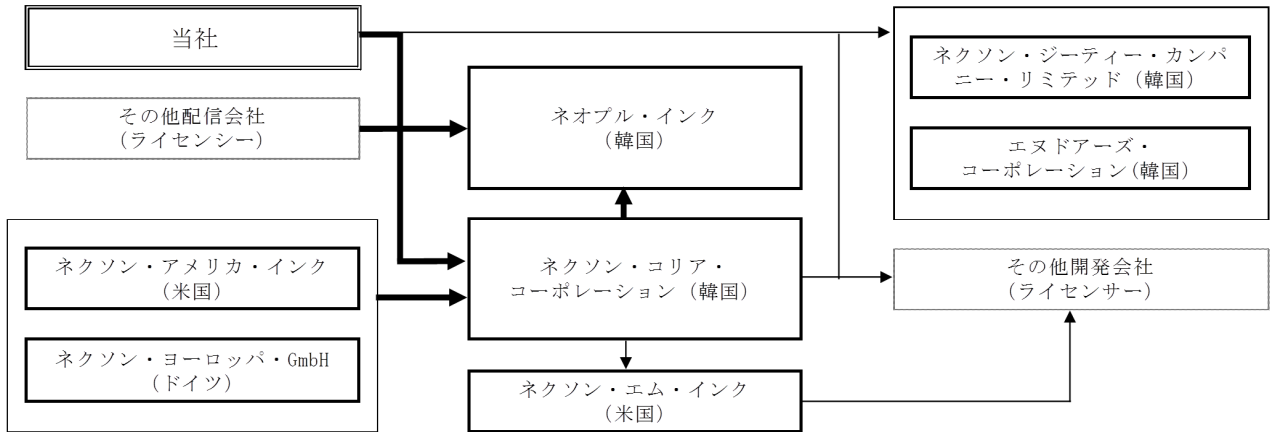 当社
その他配信会社
(ライセンシー)
ネクソン・アメリカ・インク
(米国)
ネクソン・ヨーロッパ・GmbH
(ドイツ)
ネオプル・インク
(韓国)
ネクソン・コリア・
コーポレーション (韓国)
ネクソン・エム・インク
(米国)
ネクソン・ジーティー・カンパ
ニー・リミテッド (韓国)
エヌドアーズ・
コーポレーション(韓国)
その他開発会社
(ライセンサー)